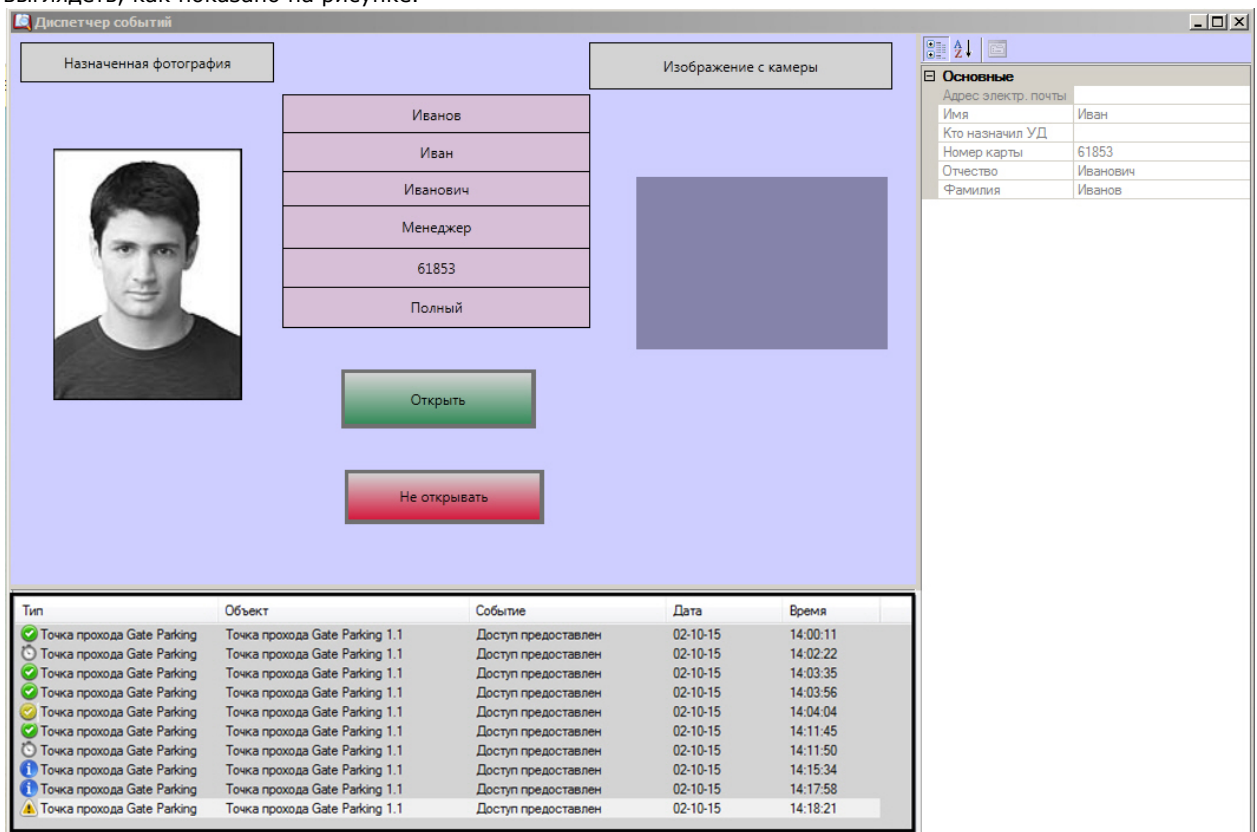 выглядеть, как показано на рисунке.
Диспетчер событий
Назначенная фотография
Изображение с камеры
Иванов
Иван
Иванович
Менеджер
61853
Полный
Открыть
Не открывать
Основные
Адрес электр. почты
Имя Иван
Кто назначил УД
Номер карты 61853
Отчество Иванович
Фамилия Иванов
Тип Объект Событие Дата Время
Точка прохода Gate Parking Точка прохода Gate Parking 1.1 Доступ предоставлен 02-10-15 14:00:11
Точка прохода Gate Parking Точка прохода Gate Parking 1.1 Доступ предоставлен 02-10-15 14:02:22
Точка прохода Gate Parking Точка прохода Gate Parking 1.1 Доступ предоставлен 02-10-15 14:03:35
Точка прохода Gate Parking Точка прохода Gate Parking 1.1 Доступ предоставлен 02-10-15 14:03:56
Точка прохода Gate Parking Точка прохода Gate Parking 1.1 Доступ предоставлен 02-10-15 14:04:04
Точка прохода Gate Parking Точка прохода Gate Parking 1.1 Доступ предоставлен 02-10-15 14:11:45
Точка прохода Gate Parking Точка прохода Gate Parking 1.1 Доступ предоставлен 02-10-15 14:11:50
Точка прохода Gate Parking Точка прохода Gate Parking 1.1 Доступ предоставлен 02-10-15 14:15:34
Точка прохода Gate Parking Точка прохода Gate Parking 1.1 Доступ предоставлен 02-10-15 14:17:58
Точка прохода Gate Parking Точка прохода Gate Parking 1.1 Доступ предоставлен 02-10-15 14:18:21